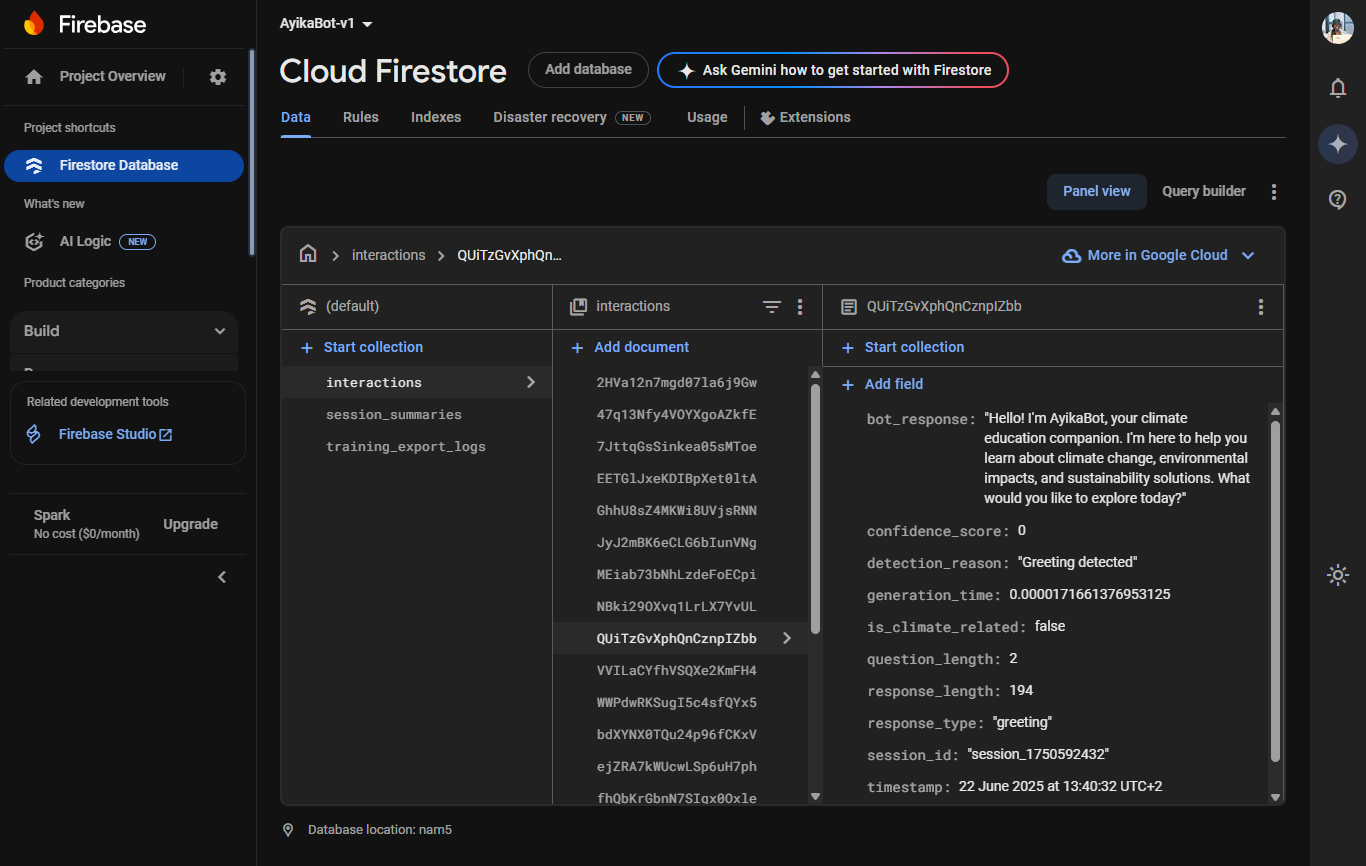 Firebase
Project Overview
Project shortcuts
Firestore Database
What's new
AI Logic NEW
Product categories
Build
Related development tools
Firebase Studio
Spark
No cost ($0/month)
Upgrade
AyikaBot-v1
Cloud Firestore
Add database
Ask Gemini how to get started with Firestore
Data Rules Indexes Disaster recovery NEW Usage Extensions
Panel view Query builder
interactions QUiTzGvXphQn...
More in Google Cloud
(default)
Start collection
interactions
session_summaries
training_export_logs
interactions
Add document
2HVa12n7mgd07la6j9Gw
47q13Nfy4VOYXgoAZkfE
7JttqGsSinkea05sMToe
EETGlJxeKDIBpXet0ltA
GhhU8sZ4MKWi8UVjsRNN
JyJ2mBK6eCLG6bIunVNg
MEiab73bNhLzdeFoECpi
NBki29OXvq1LrLX7YvUL
QUiTzGvXphQnCznpIZbb
VVILaCYfhVSQXe2KmFH4
WWPdwRKSugI5c4sfQYx5
bdXYNX0TQu24p96fCKxV
ejZRA7kWUcwLSp6uH7ph
fhQbKrGbnN7SIgx0Oxle
QUiTzGvXphQnCznpIZbb
Start collection
Add field
bot_response: "Hello! I'm AyikaBot, your climate
education companion. I'm here to help you
learn about climate change, environmental
impacts, and sustainability solutions. What
would you like to explore today?"
confidence_score: 0
detection_reason: "Greeting detected"
generation_time: 0.0000171661376953125
is_climate_related: false
question_length: 2
response_length: 194
response_type: "greeting"
session_id: "session_1750592432"
timestamp: 22 June 2025 at 13:40:32 UTC+2
Database location: nam5